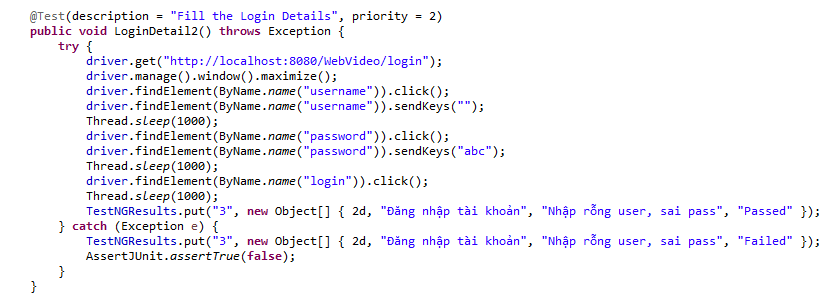 @Test(description = "Fill the Login Details", priority = 2)
public void LoginDetail2() throws Exception {
try {
driver.get("http://localhost:8080/WebVideo/login");
driver.manage().window().maximize();
driver.findElement(ByName.name("username")).click();
driver.findElement(ByName.name("username")).sendKeys("");
Thread.sleep(1000);
driver.findElement(ByName.name("password")).click();
driver.findElement(ByName.name("password")).sendKeys("abc");
Thread.sleep(1000);
driver.findElement(ByName.name("login")).click();
Thread.sleep(1000);
TestNGResults.put("3", new Object[] { 2d, "Đăng nhập tài khoản", "Nhập rỗng user, sai pass", "Passed" });
} catch (Exception e) {
TestNGResults.put("3", new Object[] { 2d, "Đăng nhập tài khoản", "Nhập rỗng user, sai pass", "Failed" });
AssertJUnit.assertTrue(false);
}
}